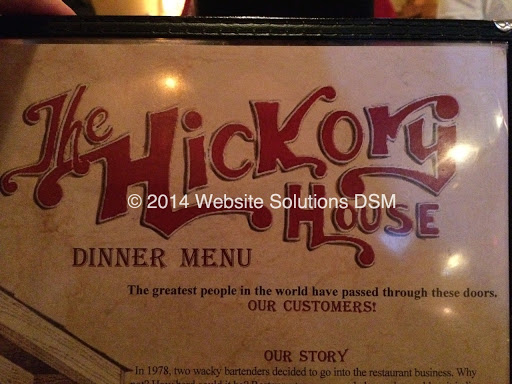 The Hickory
© 2014 Website Solutions DSM
House
DINNER MENU
The greatest people in the world have passed through these doors.
OUR CUSTOMERS!
OUR STORY
In 1978, two wacky bartenders decided to go into the restaurant business. Why